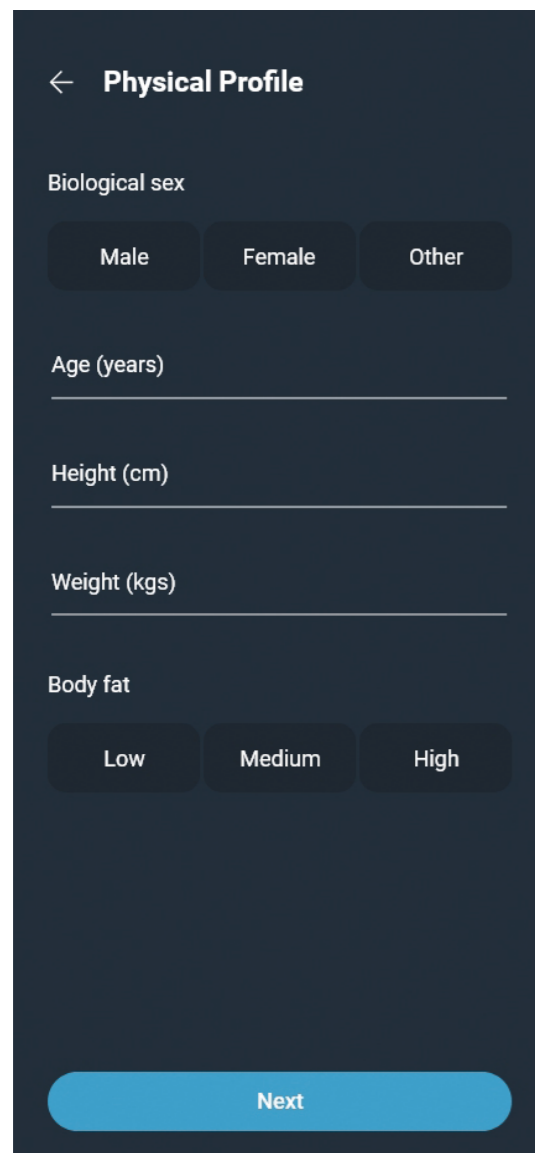 Physical Profile
Biological sex
Male Female Other
Age (years)
Height (cm)
Weight (kgs)
Body fat
Low Medium High
Next